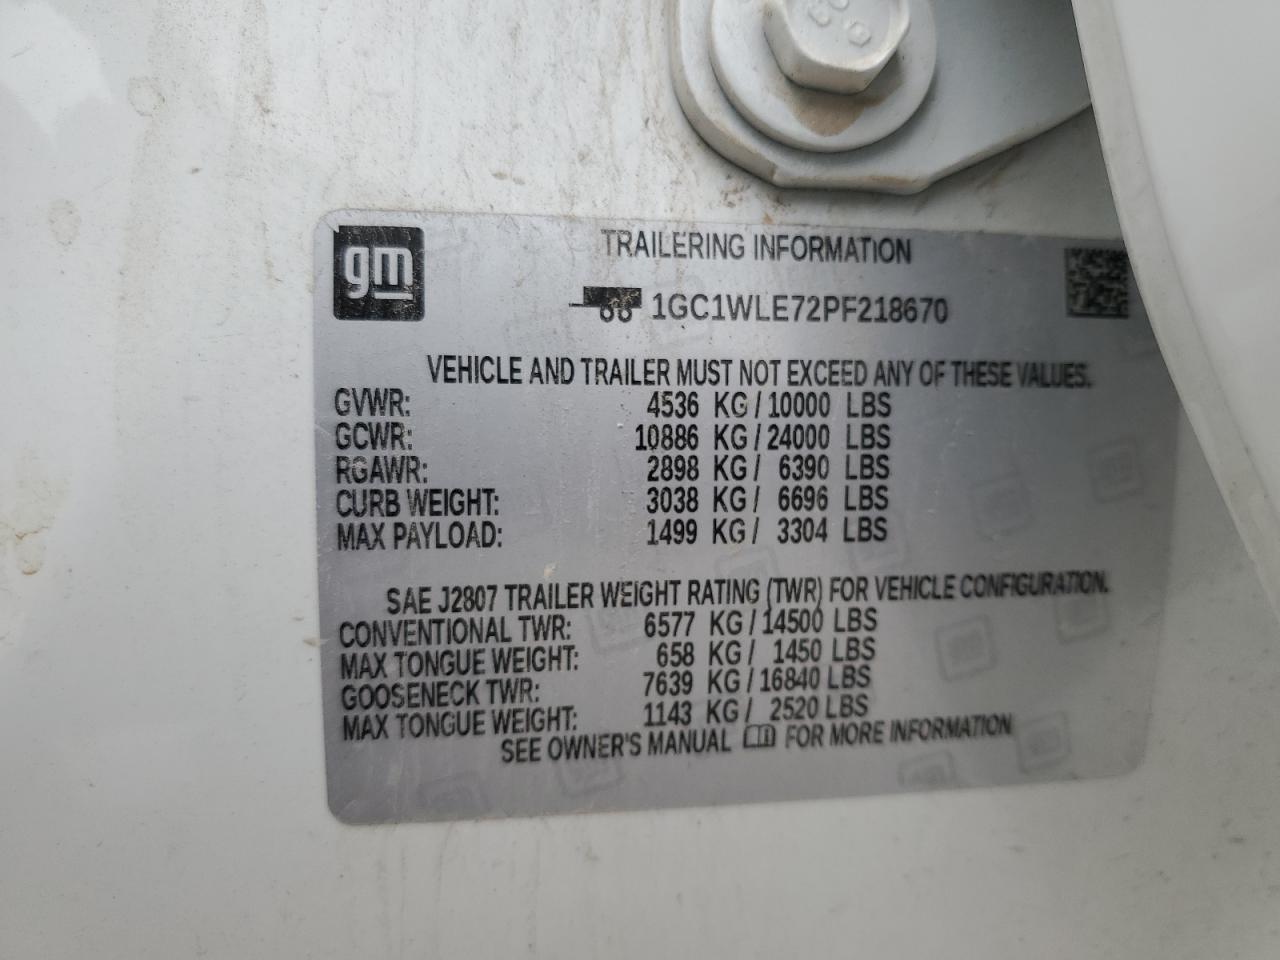 gm
TRAILERING INFORMATION
1GC1WLE72PF218670
VEHICLE AND TRAILER MUST NOT EXCEED ANY OF THESE VALUES.
GVWR: 4536 KG/10000 LBS
GCWR: 10886 KG/24000 LBS
RGAWR: 2898 KG/ 6390 LBS
CURB WEIGHT: 3038 KG/ 6696 LBS
MAX PAYLOAD: 1499 KG/ 3304 LBS
SAE J2807 TRAILER WEIGHT RATING (TWR) FOR VEHICLE CONFIGURATION.
CONVENTIONAL TWR: 6577 KG/14500 LBS
MAX TONGUE WEIGHT: 658 KG/ 1450 LBS
GOOSENECK TWR: 7639 KG/16840 LBS
MAX TONGUE WEIGHT: 1143 KG/ 2520 LBS
SEE OWNER'S MANUAL FOR MORE INFORMATION